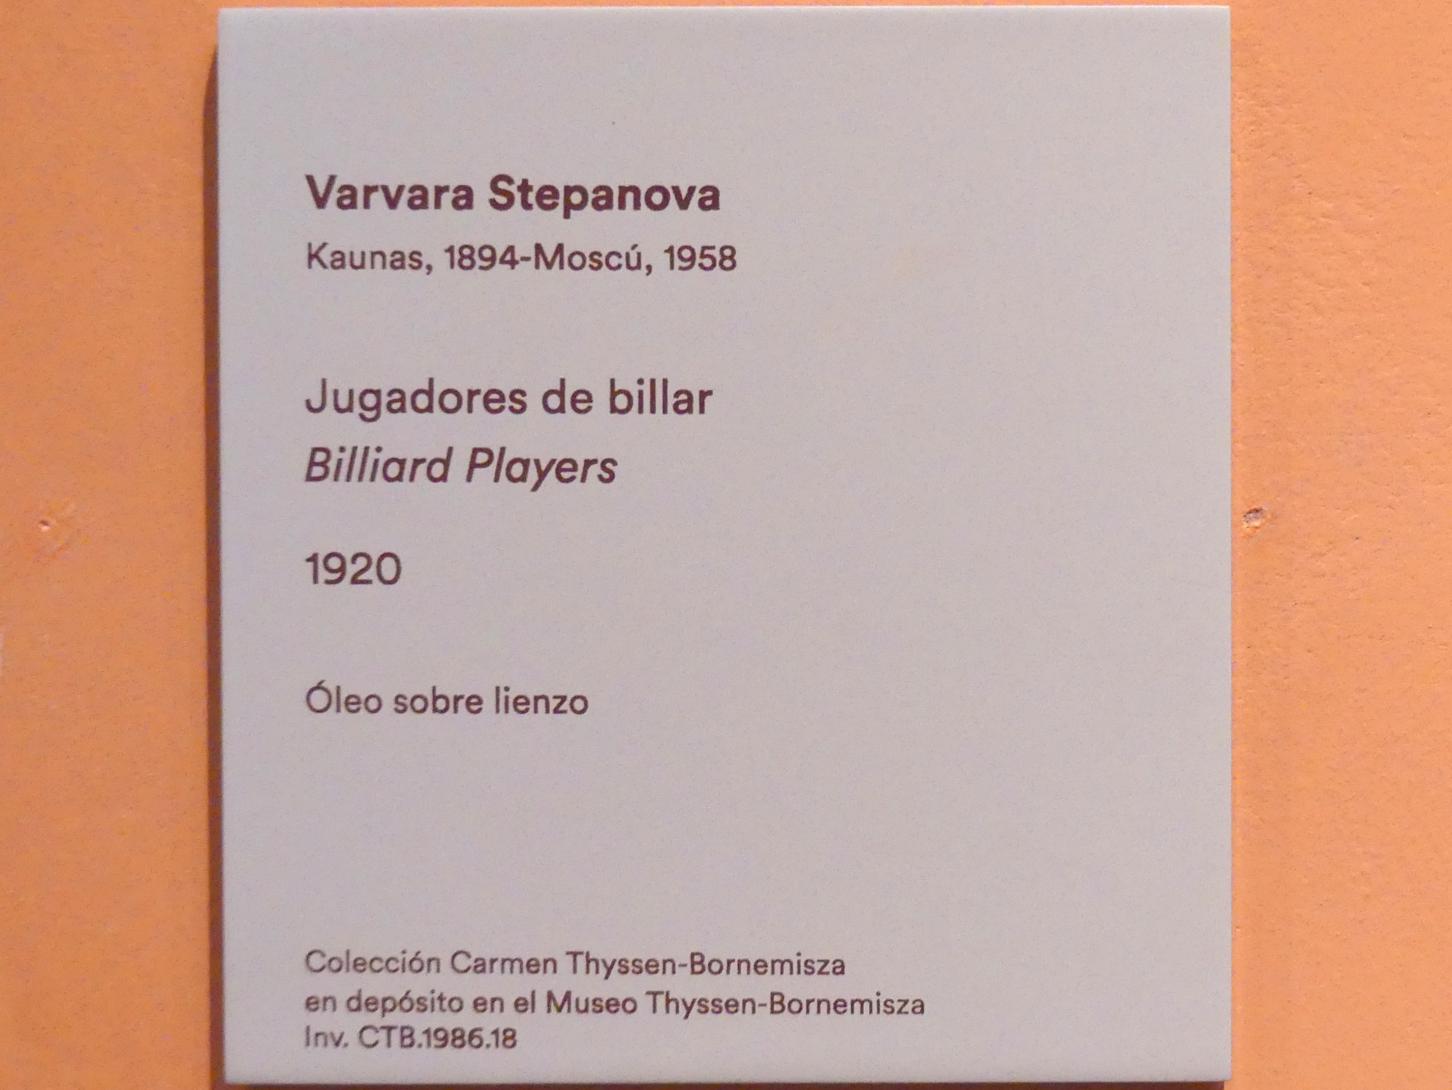 Varvara Stepanova
Kaunas, 1894-Moscú, 1958
Jugadores de billar
Billiard Players
1920
Óleo sobre lienzo
Colección Carmen Thyssen-Bornemisza
en depósito en el Museo Thyssen-Bornemisza
Inv. CTB.1986.18